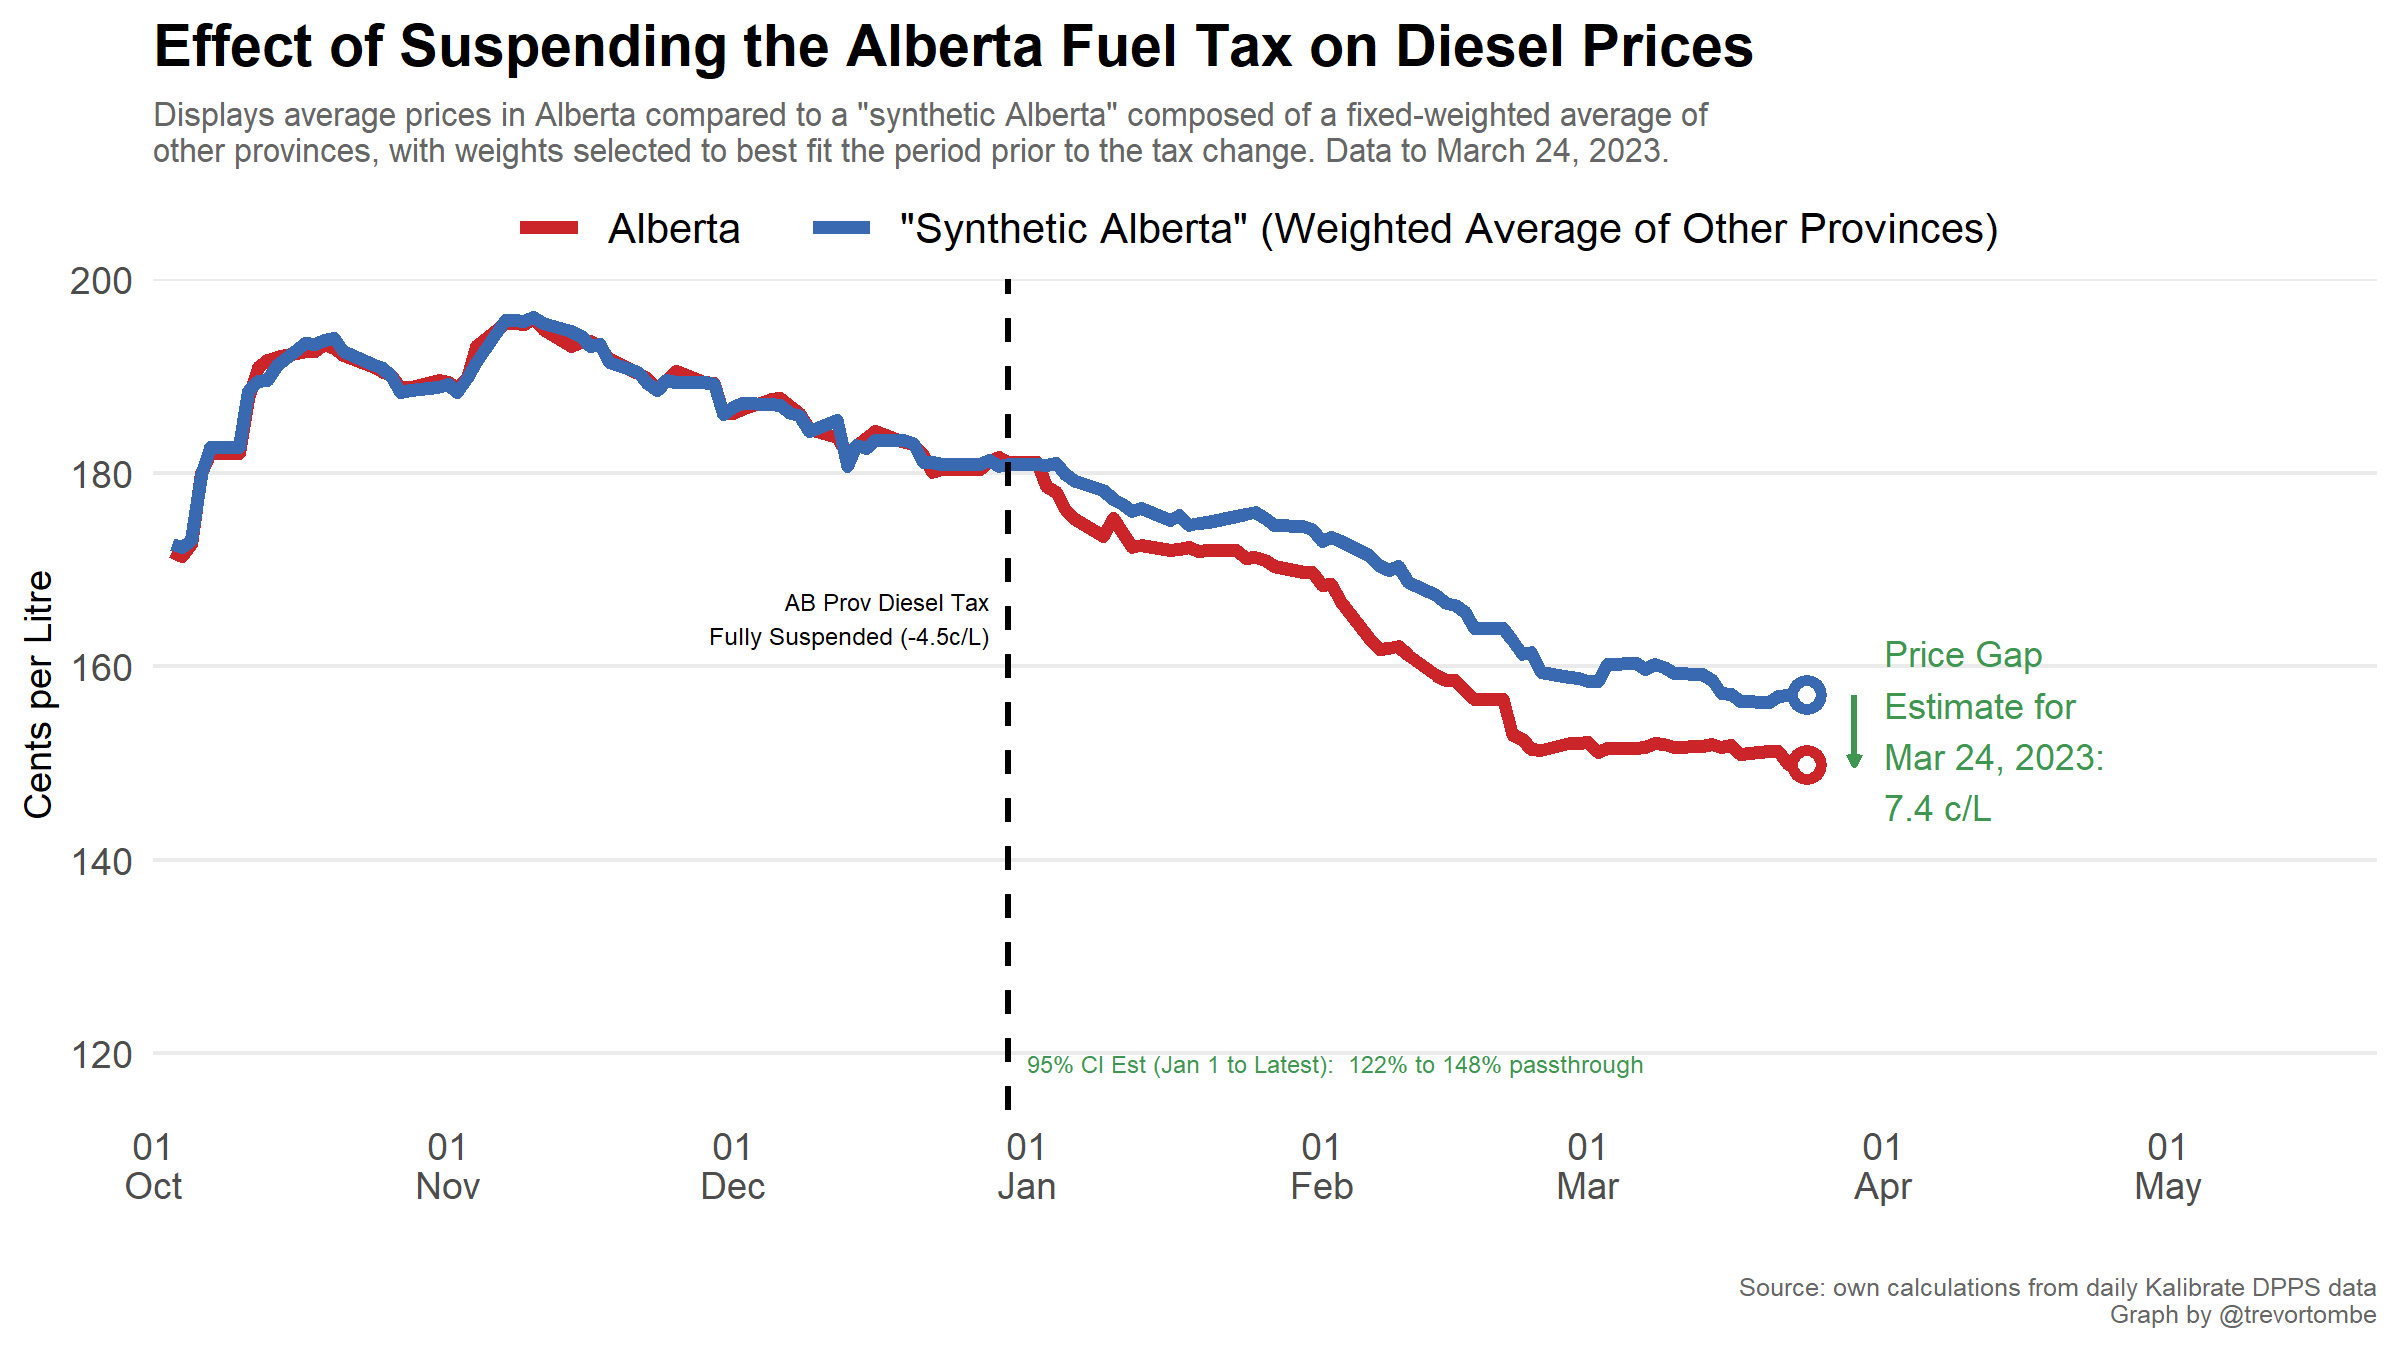 Effect of Suspending the Alberta Fuel Tax on Diesel Prices
Displays average prices in Alberta compared to a "synthetic Alberta" composed of a fixed-weighted average of
other provinces, with weights selected to best fit the period prior to the tax change. Data to March 24, 2023.
Alberta
"Synthetic Alberta" (Weighted Average of Other Provinces)
Cents per Litre
200
180
160
140
120
AB Prov Diesel Tax
Fully Suspended (-4.5c/L)
Price Gap
Estimate for
Mar 24, 2023:
7.4 c/L
95% CI Est (Jan 1 to Latest):  122% to 148% passthrough
01 01 01 01 01 01 01 01
Oct Nov Dec Jan Feb Mar Apr May
Source: own calculations from daily Kalibrate DPPS data
Graph by @trevortombe